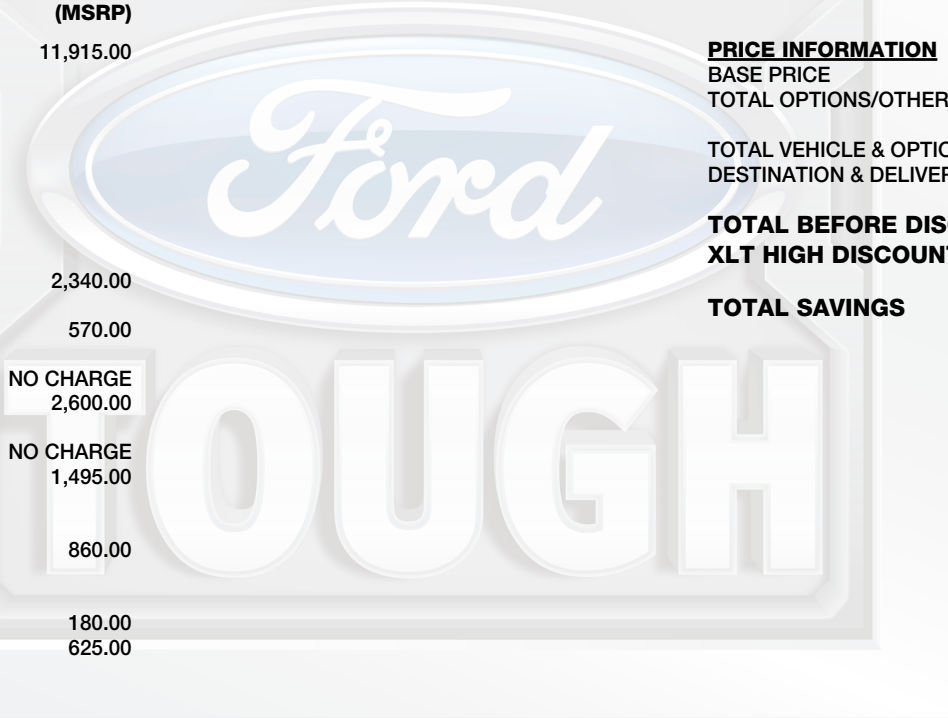 (MSRP)
11,915.00
2,340.00
570.00
NO CHARGE
2,600.00
NO CHARGE
1,495.00
860.00
180.00
625.00
PRICE INFORMATION
BASE PRICE
TOTAL OPTIONS/OTHER
TOTAL VEHICLE & OPTIO
DESTINATION & DELIVER
TOTAL BEFORE DISC
XLT HIGH DISCOUNT
TOTAL SAVINGS
Ford
TOUGH